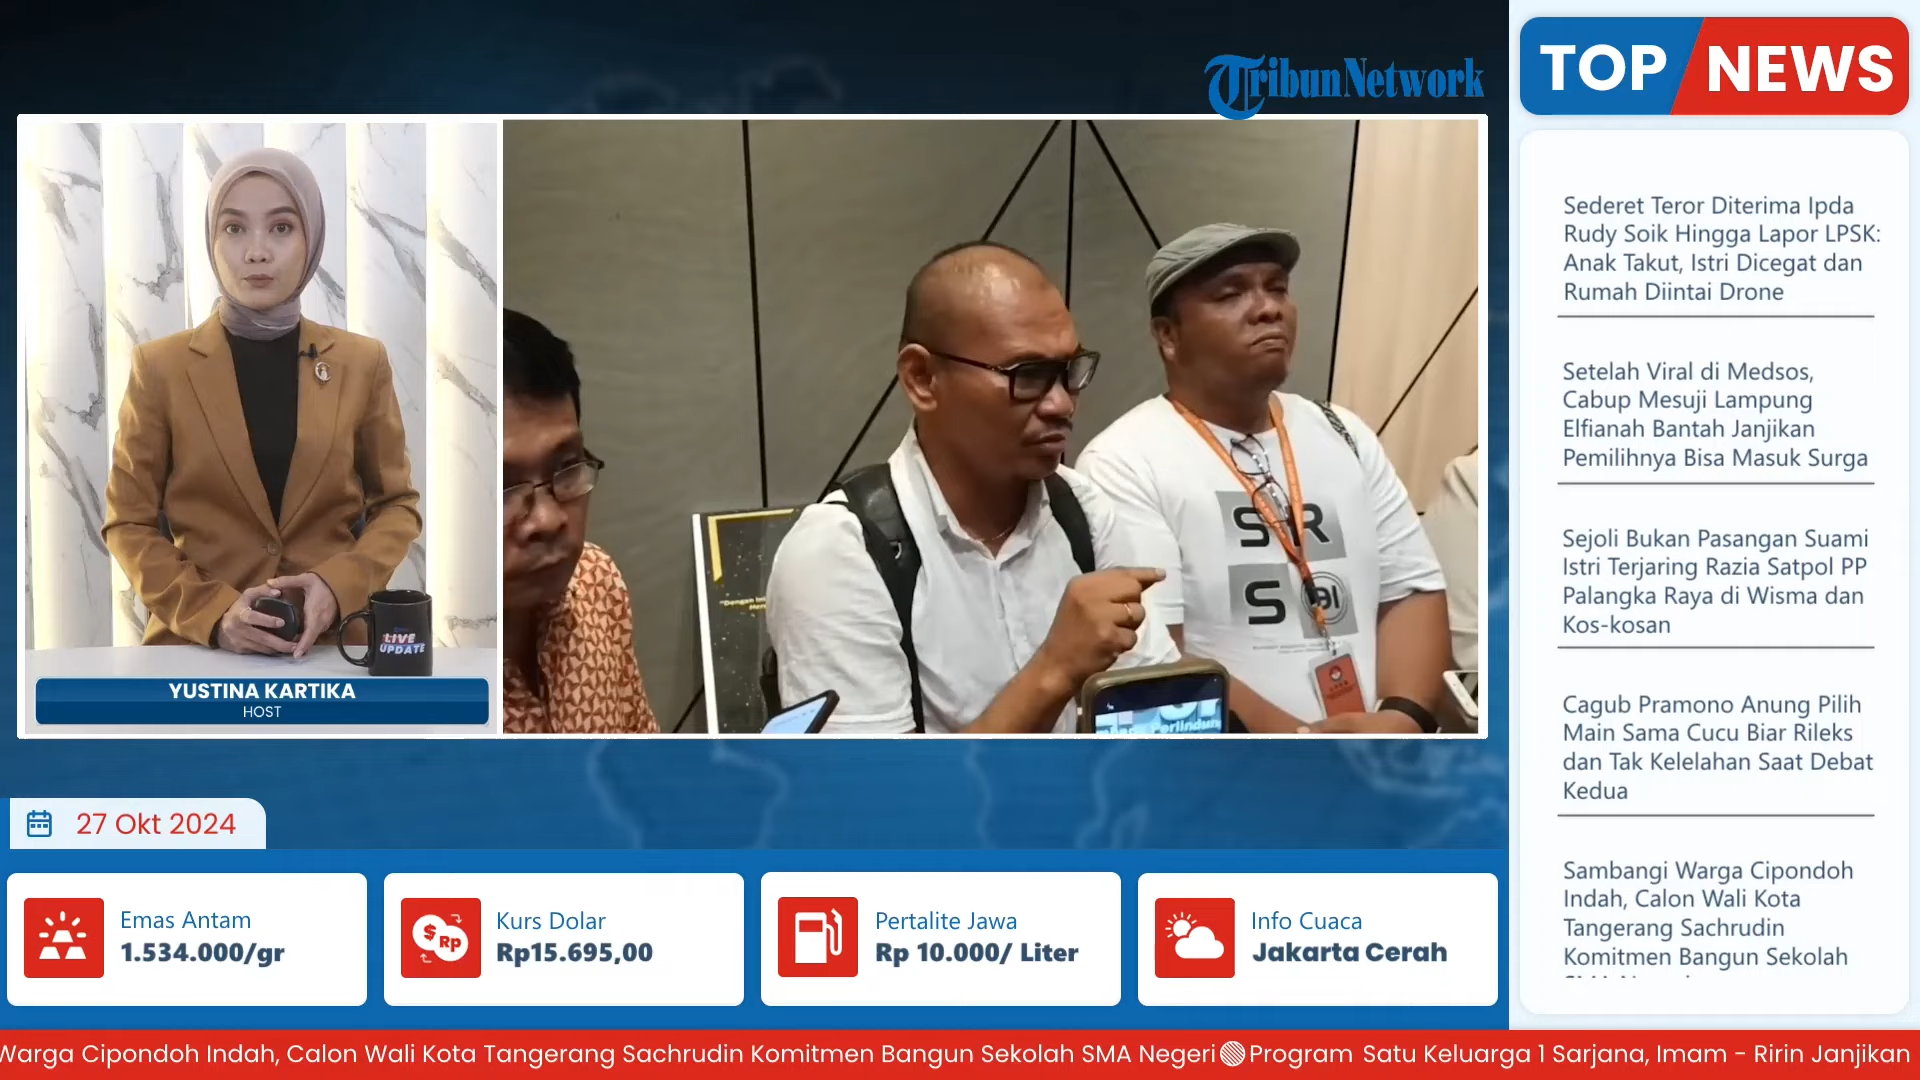 TribunNetwork
TOP NEWS
Sederet Teror Diterima Ipda
Rudy Soik Hingga Lapor LPSK:
Anak Takut, Istri Dicegat dan
Rumah Diintai Drone
Setelah Viral di Medsos,
Cabup Mesuji Lampung
Elfianah Bantah Janjikan
Pemilihnya Bisa Masuk Surga
Sejoli Bukan Pasangan Suami
Istri Terjaring Razia Satpol PP
Palangka Raya di Wisma dan
Kos-kosan
Cagub Pramono Anung Pilih
Main Sama Cucu Biar Rileks
dan Tak Kelelahan Saat Debat
Kedua
Sambangi Warga Cipondoh
Indah, Calon Wali Kota
Tangerang Sachrudin
Komitmen Bangun Sekolah
LIVE
UPDATE
YUSTINA KARTIKA
HOST
S R
S
27 Okt 2024
Emas Antam
1.534.000/gr
Kurs Dolar
Rp15.695,00
Pertalite Jawa
Rp 10.000/ Liter
Info Cuaca
Jakarta Cerah
Warga Cipondoh Indah, Calon Wali Kota Tangerang Sachrudin Komitmen Bangun Sekolah SMA Negeri Program Satu Keluarga 1 Sarjana, Imam - Ririn Janjikan